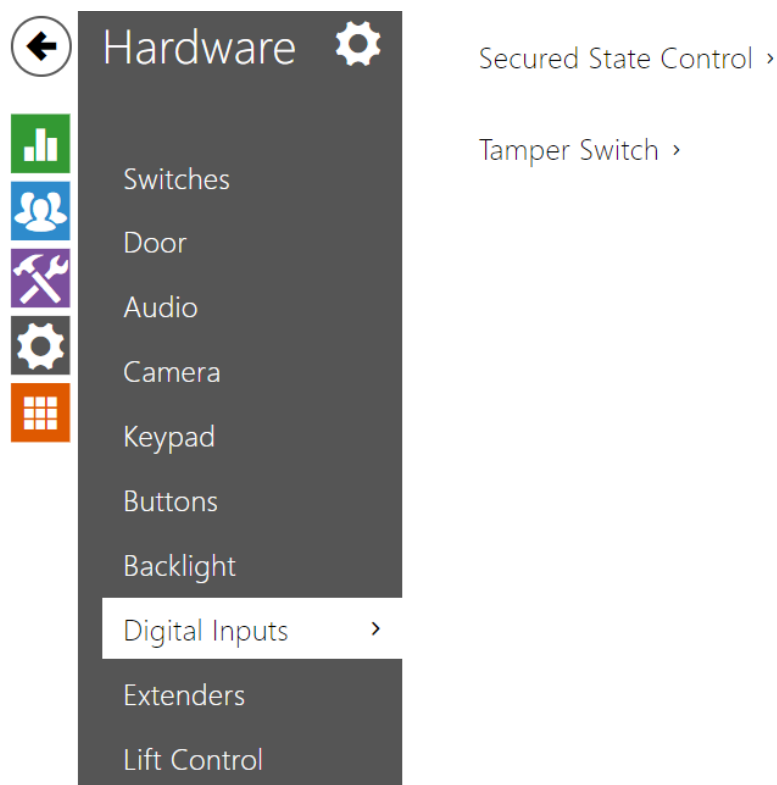 Hardware
Switches
Door
Audio
Camera
Keypad
Buttons
Backlight
Digital Inputs ›
Extenders
Lift Control
Secured State Control ›
Tamper Switch ›